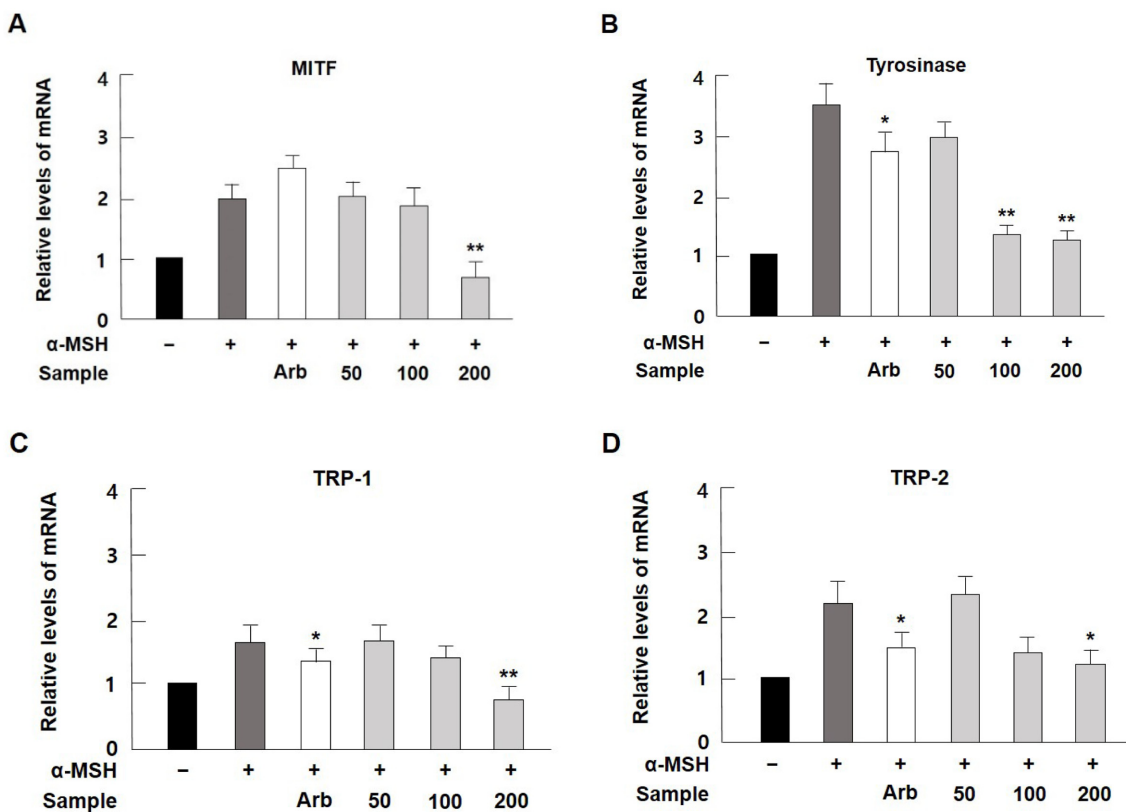 A
MITF
Relative levels of mRNA
4
3
2
1
0
**
α-MSH – + + + + +
Sample Arb 50 100 200
B
Tyrosinase
Relative levels of mRNA
4
3
2
1
0
*
** **
α-MSH – + + + + +
Sample Arb 50 100 200
C
TRP-1
Relative levels of mRNA
4
3
2
1
0
*
**
α-MSH – + + + + +
Sample Arb 50 100 200
D
TRP-2
Relative levels of mRNA
4
3
2
1
0
* *
α-MSH – + + + + +
Sample Arb 50 100 200